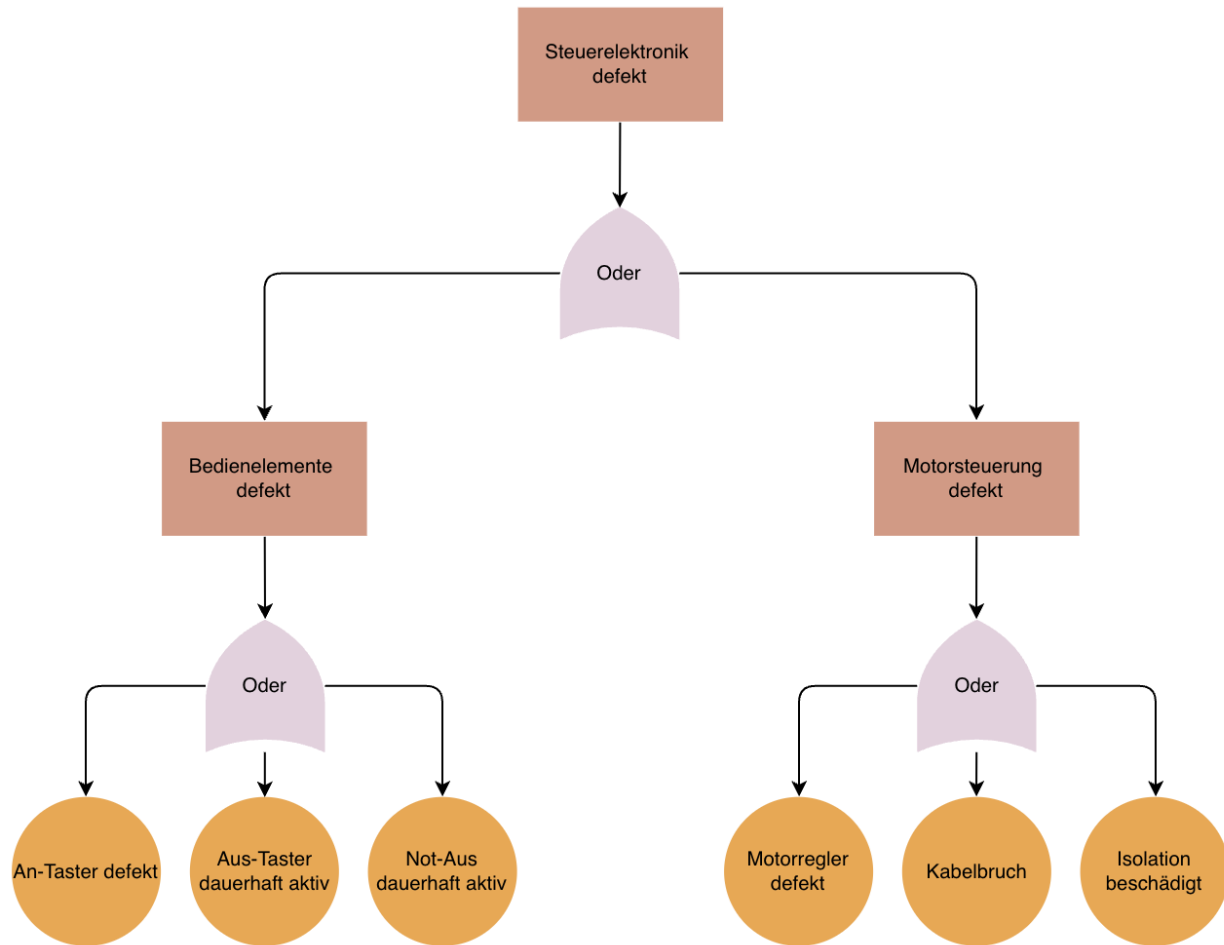 Steuerelektronik
defekt
Oder
Bedienelemente
defekt
Motorsteuerung
defekt
Oder
Oder
An-Taster defekt
Aus-Taster
dauerhaft aktiv
Not-Aus
dauerhaft aktiv
Motorregler
defekt
Kabelbruch
Isolation
beschädigt